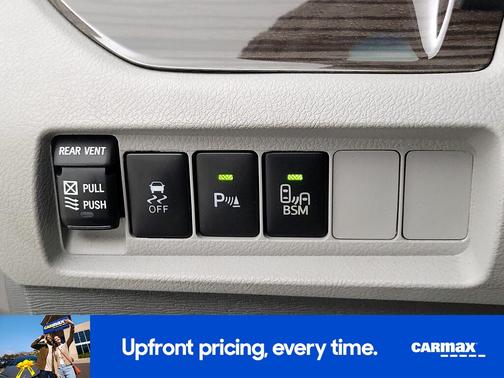 REAR VENT
PULL
PUSH
OFF
P
BSM
Upfront pricing, every time.
CARMAX